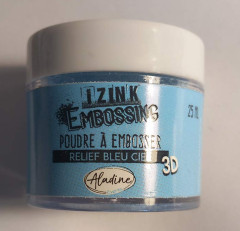 IZINK
EMBOSSING
POUDRE À EMBOSSER
RELIEF BLEU CIEL
3D
Aladine
25 ML